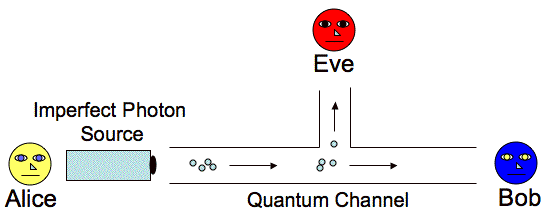 Eve
Imperfect Photon
Source
Alice
Quantum Channel
Bob